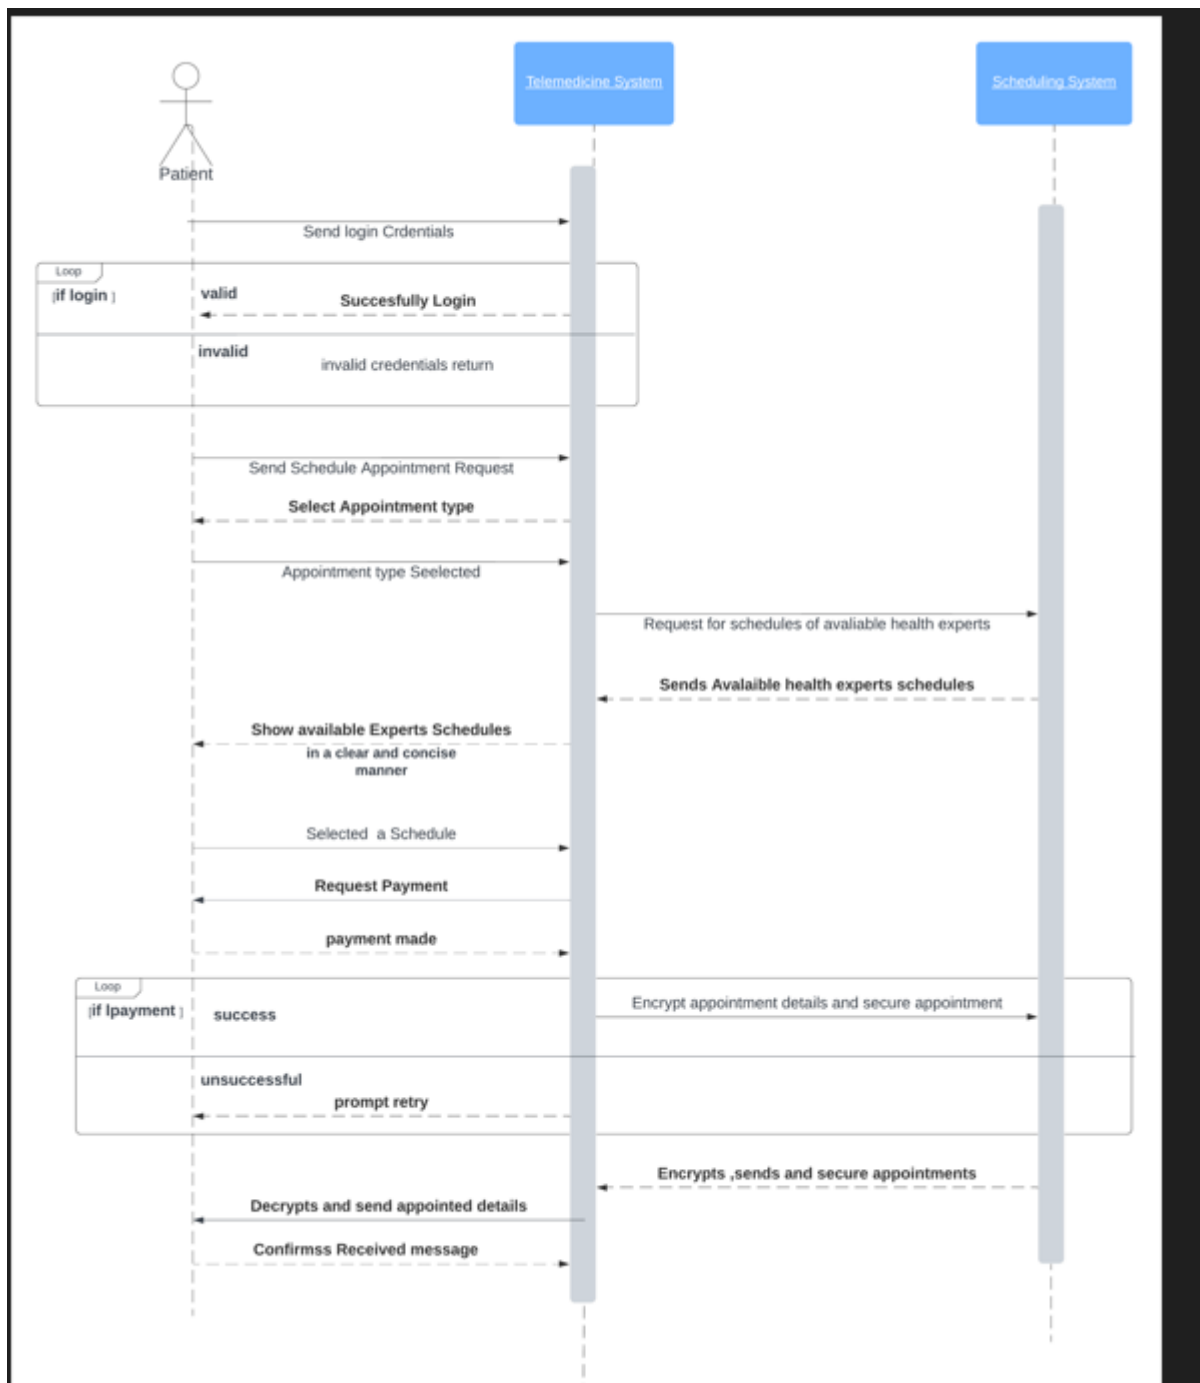 Telemedicine System
Scheduling System
Patient
Send login Crdentials
Loop
[if login ]
valid
Succesfully Login
invalid
invalid credentials return
Send Schedule Appointment Request
Select Appointment type
Appointment type Seelected
Request for schedules of avaliable health experts
Sends Avalaible health experts schedules
Show available Experts Schedules
in a clear and concise
manner
Selected a Schedule
Request Payment
payment made
Loop
[if lpayment ]
success
Encrypt appointment details and secure appointment
unsuccessful
prompt retry
Encrypts ,sends and secure appointments
Decrypts and send appointed details
Confirmss Received message